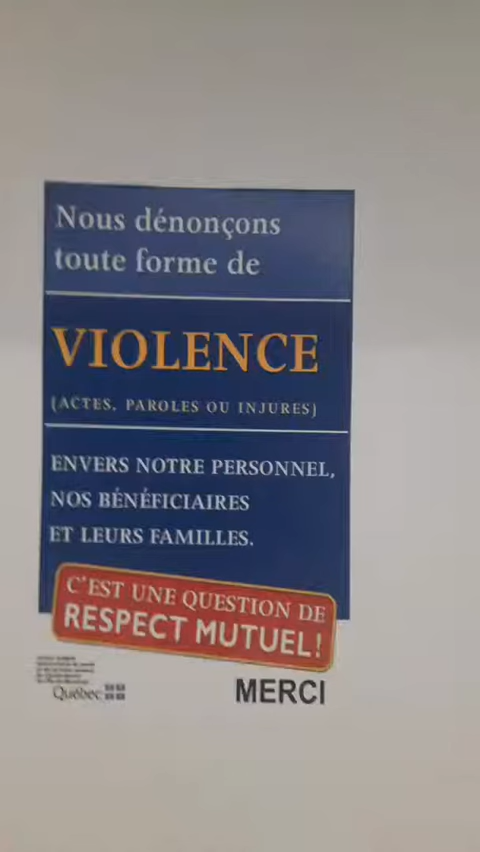 Nous dénonçons
toute forme de
VIOLENCE
(ACTES, PAROLES OU INJURES)
ENVERS NOTRE PERSONNEL,
NOS BÉNÉFICIAIRES
ET LEURS FAMILLES.
C'EST UNE QUESTION DE
RESPECT MUTUEL!
Québec
MERCI